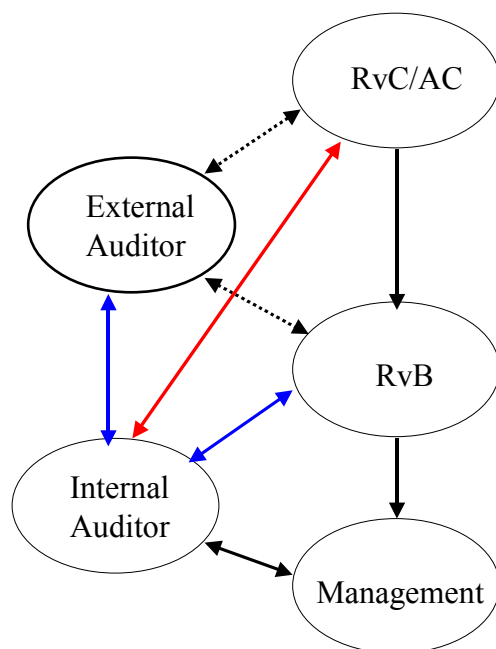 RvC/AC
External
Auditor
RvB
Internal
Auditor
Management